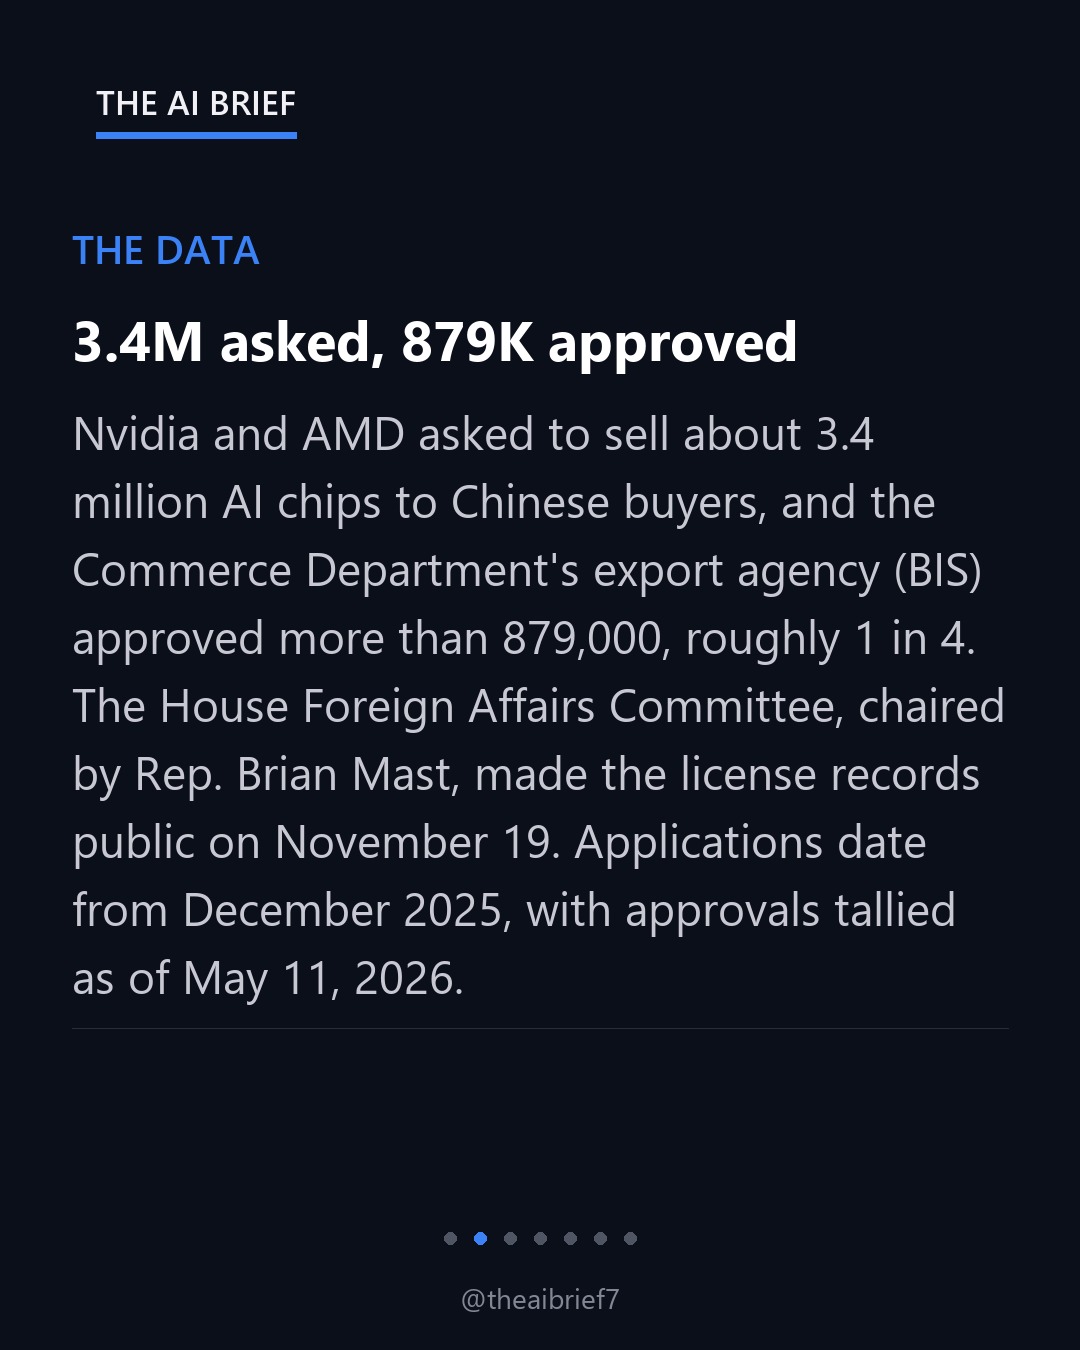 THE AI BRIEF
THE DATA
3.4M asked, 879K approved
Nvidia and AMD asked to sell about 3.4
million AI chips to Chinese buyers, and the
Commerce Department's export agency (BIS)
approved more than 879,000, roughly 1 in 4.
The House Foreign Affairs Committee, chaired
by Rep. Brian Mast, made the license records
public on November 19. Applications date
from December 2025, with approvals tallied
as of May 11, 2026.
@theaibrief7